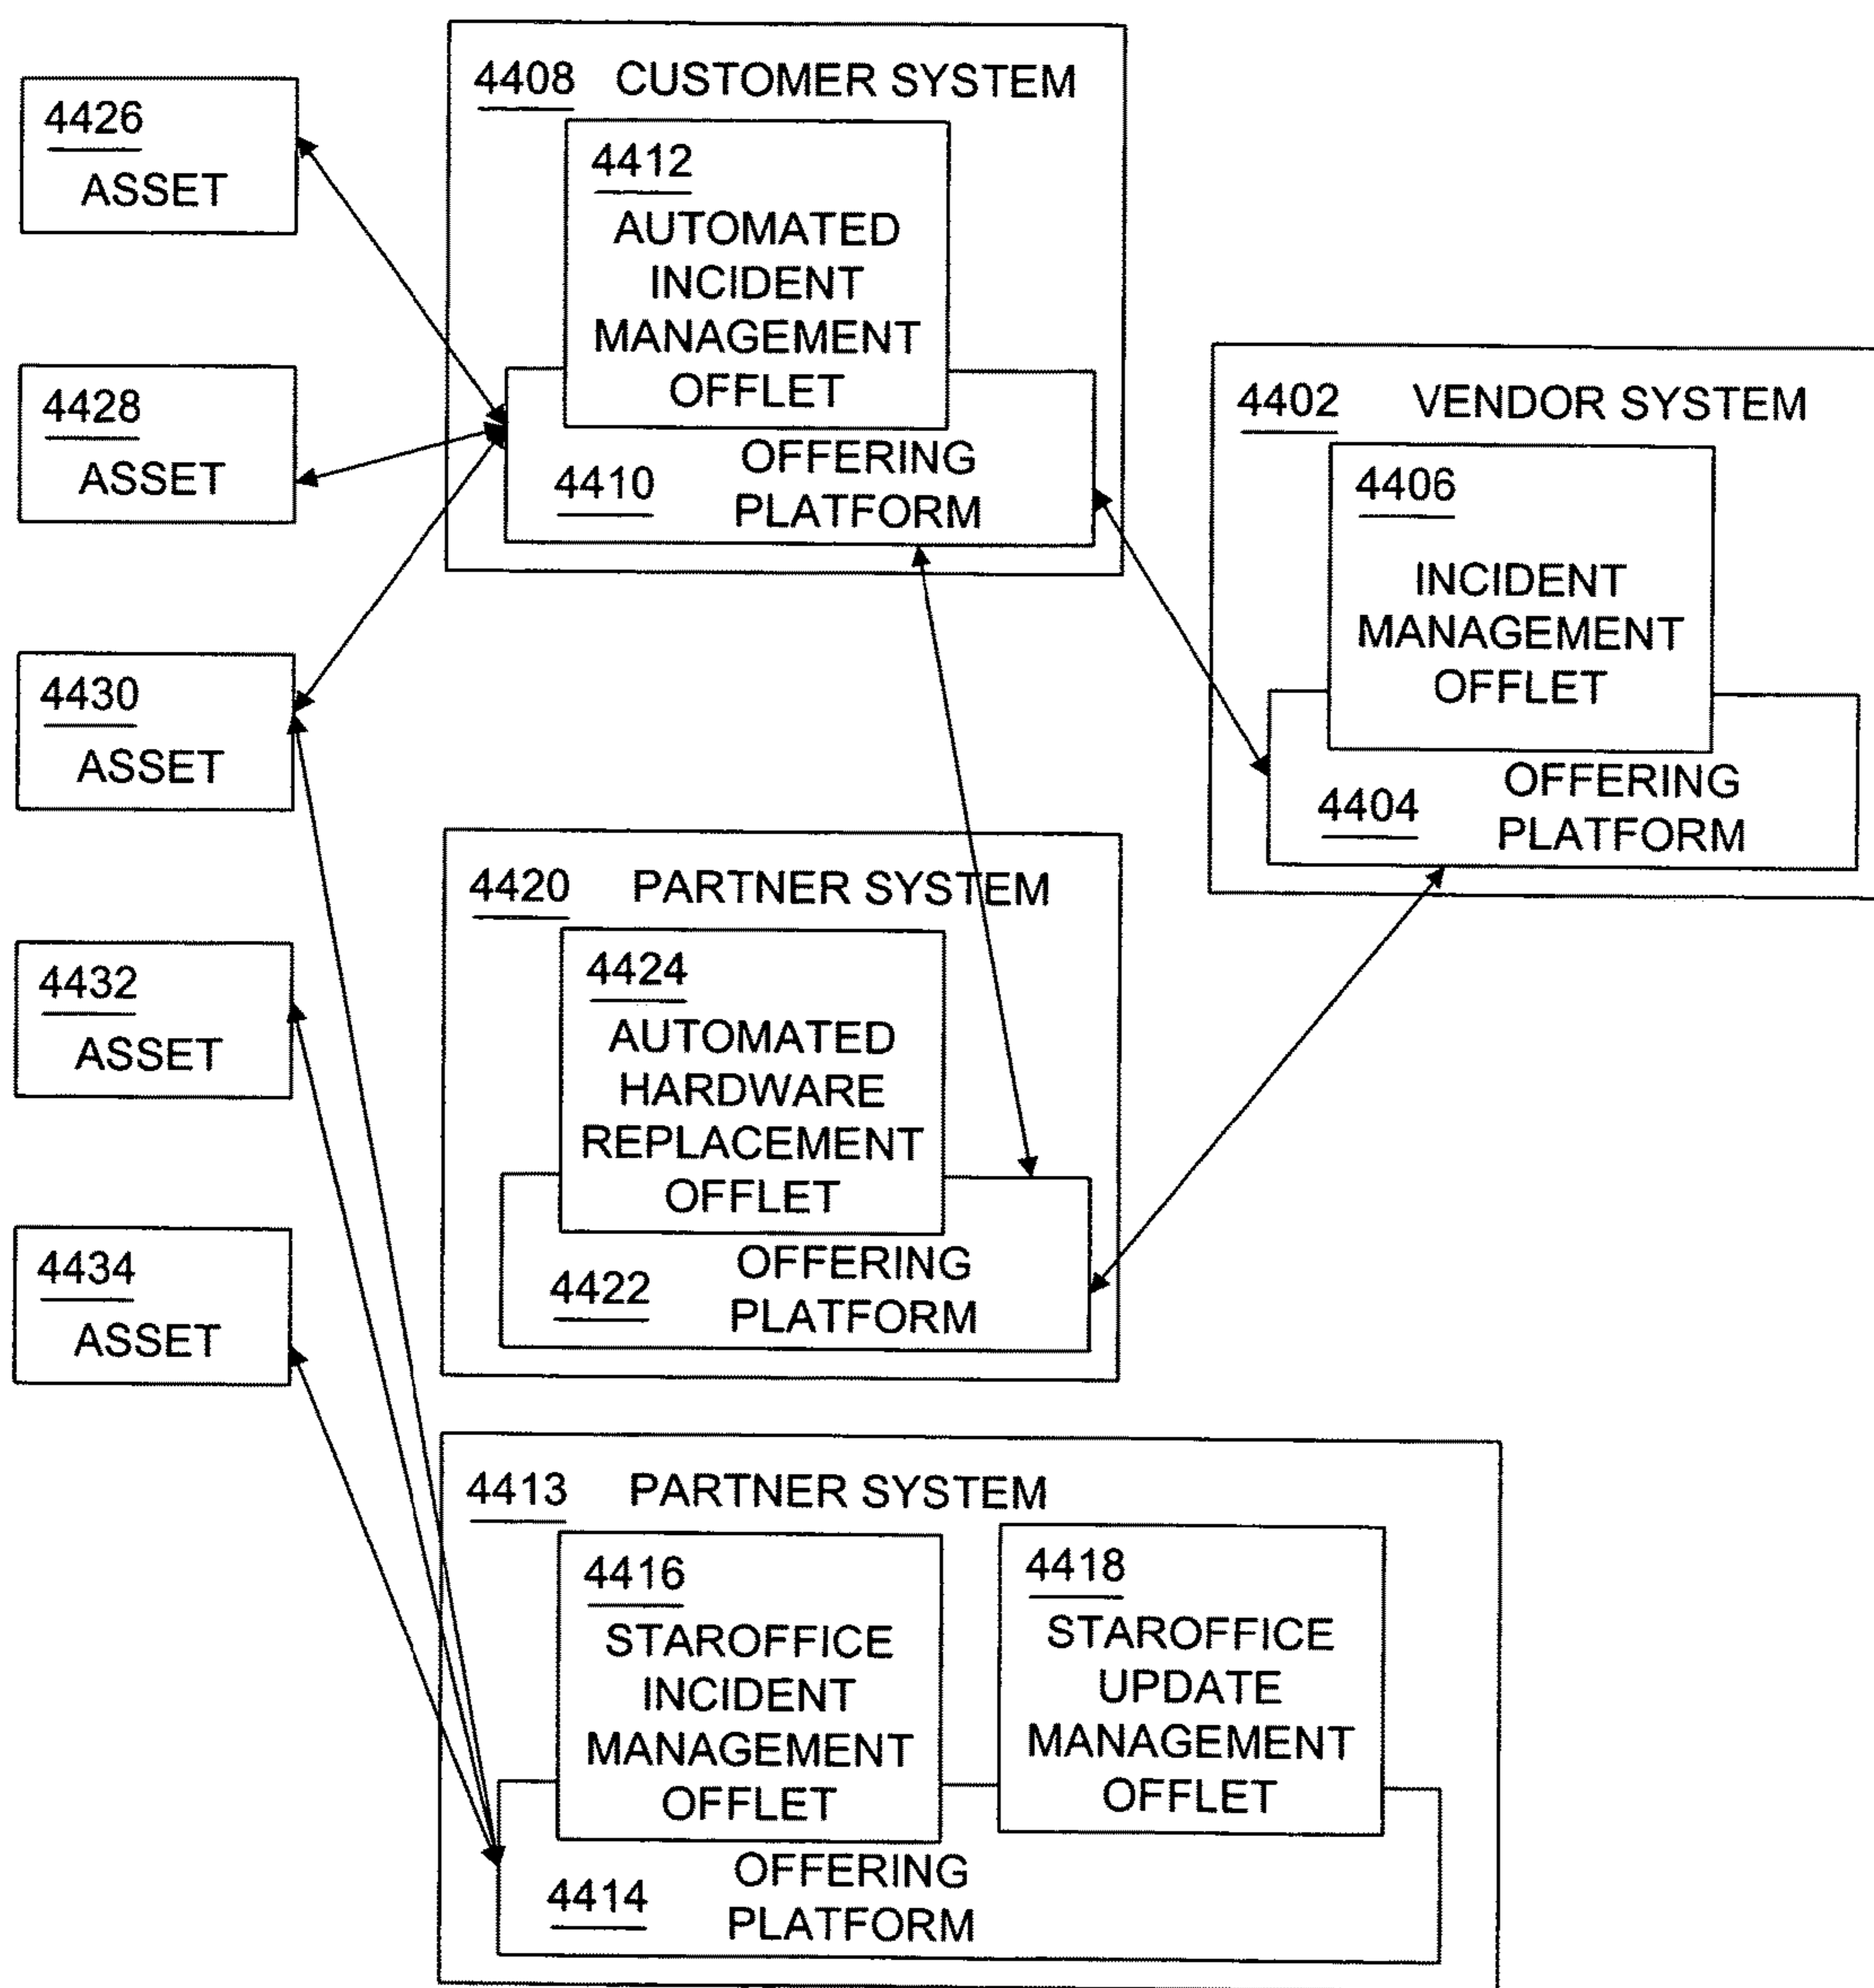 4426
ASSET
4428
ASSET
4430
ASSET
4432
ASSET
4434
ASSET
4408 CUSTOMER SYSTEM
4412
AUTOMATED
INCIDENT
MANAGEMENT
OFFLET
4410
OFFERING
PLATFORM
4402 VENDOR SYSTEM
4406
INCIDENT
MANAGEMENT
OFFLET
4404
OFFERING
PLATFORM
4420 PARTNER SYSTEM
4424
AUTOMATED
HARDWARE
REPLACEMENT
OFFLET
4422
OFFERING
PLATFORM
4413 PARTNER SYSTEM
4416
STAROFFICE
INCIDENT
MANAGEMENT
OFFLET
4418
STAROFFICE
UPDATE
MANAGEMENT
OFFLET
4414
OFFERING
PLATFORM